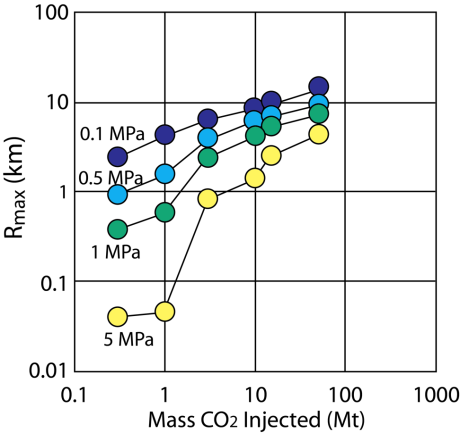 100
10
0.1 MPa
0.5 MPa
1
1 MPa
0.1
5 MPa
0.01
0.1 1 10 100 1000
Rmax (km)
Mass CO2 Injected (Mt)